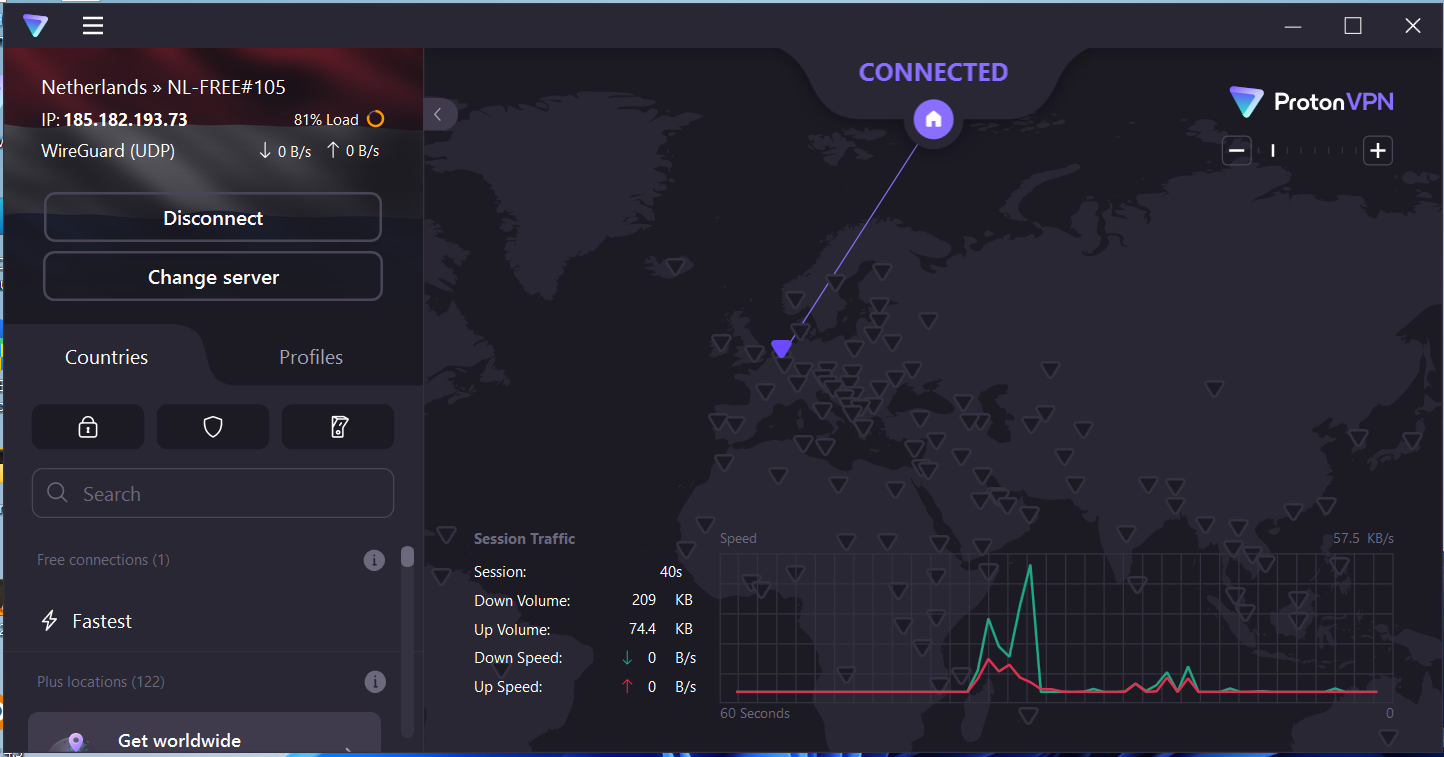 Netherlands » NL-FREE#105
IP: 185.182.193.73
81% Load
WireGuard (UDP)
↓ 0 B/s ↑ 0 B/s
Disconnect
Change server
Countries
Profiles
Search
Free connections (1)
Fastest
Plus locations (122)
Get worldwide
CONNECTED
ProtonVPN
Session Traffic
Session: 40s
Down Volume: 209 KB
Up Volume: 74.4 KB
Down Speed: ↓ 0 B/s
Up Speed: ↑ 0 B/s
Speed
57.5 KB/s
60 Seconds
0